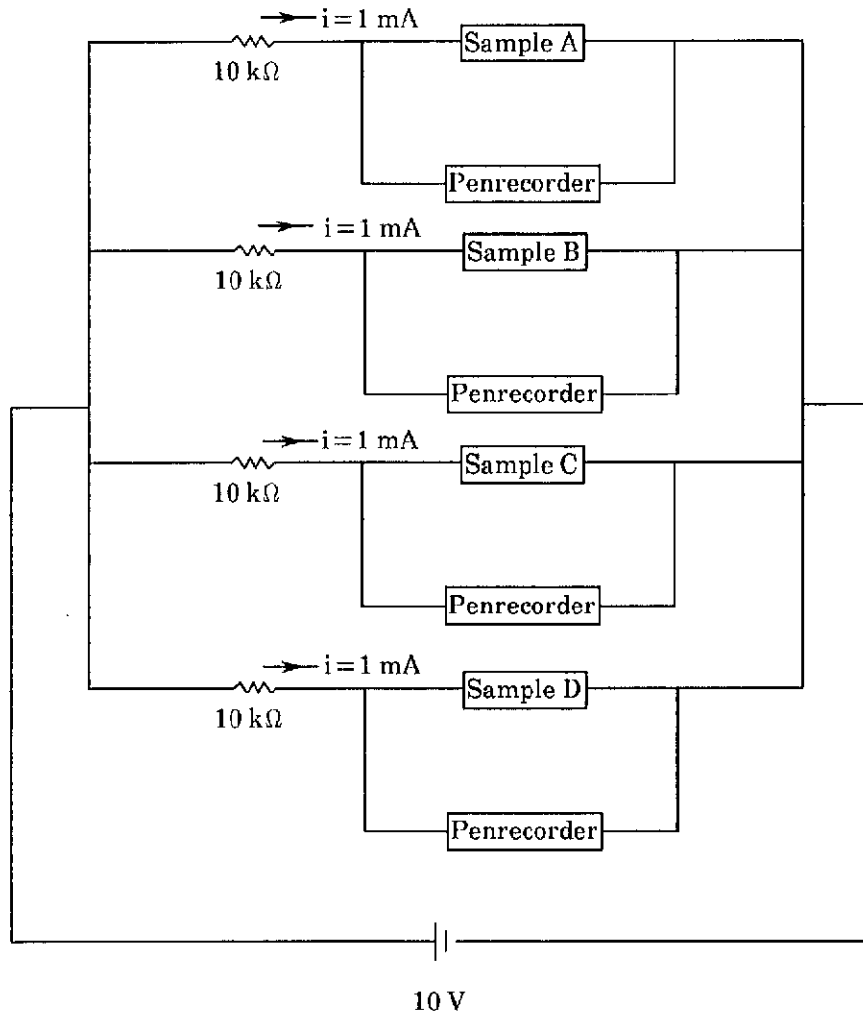 i = 1 mA
Sample A
10 kΩ
Penrecorder
i = 1 mA
Sample B
10 kΩ
Penrecorder
i = 1 mA
Sample C
10 kΩ
Penrecorder
i = 1 mA
Sample D
10 kΩ
Penrecorder
10 V